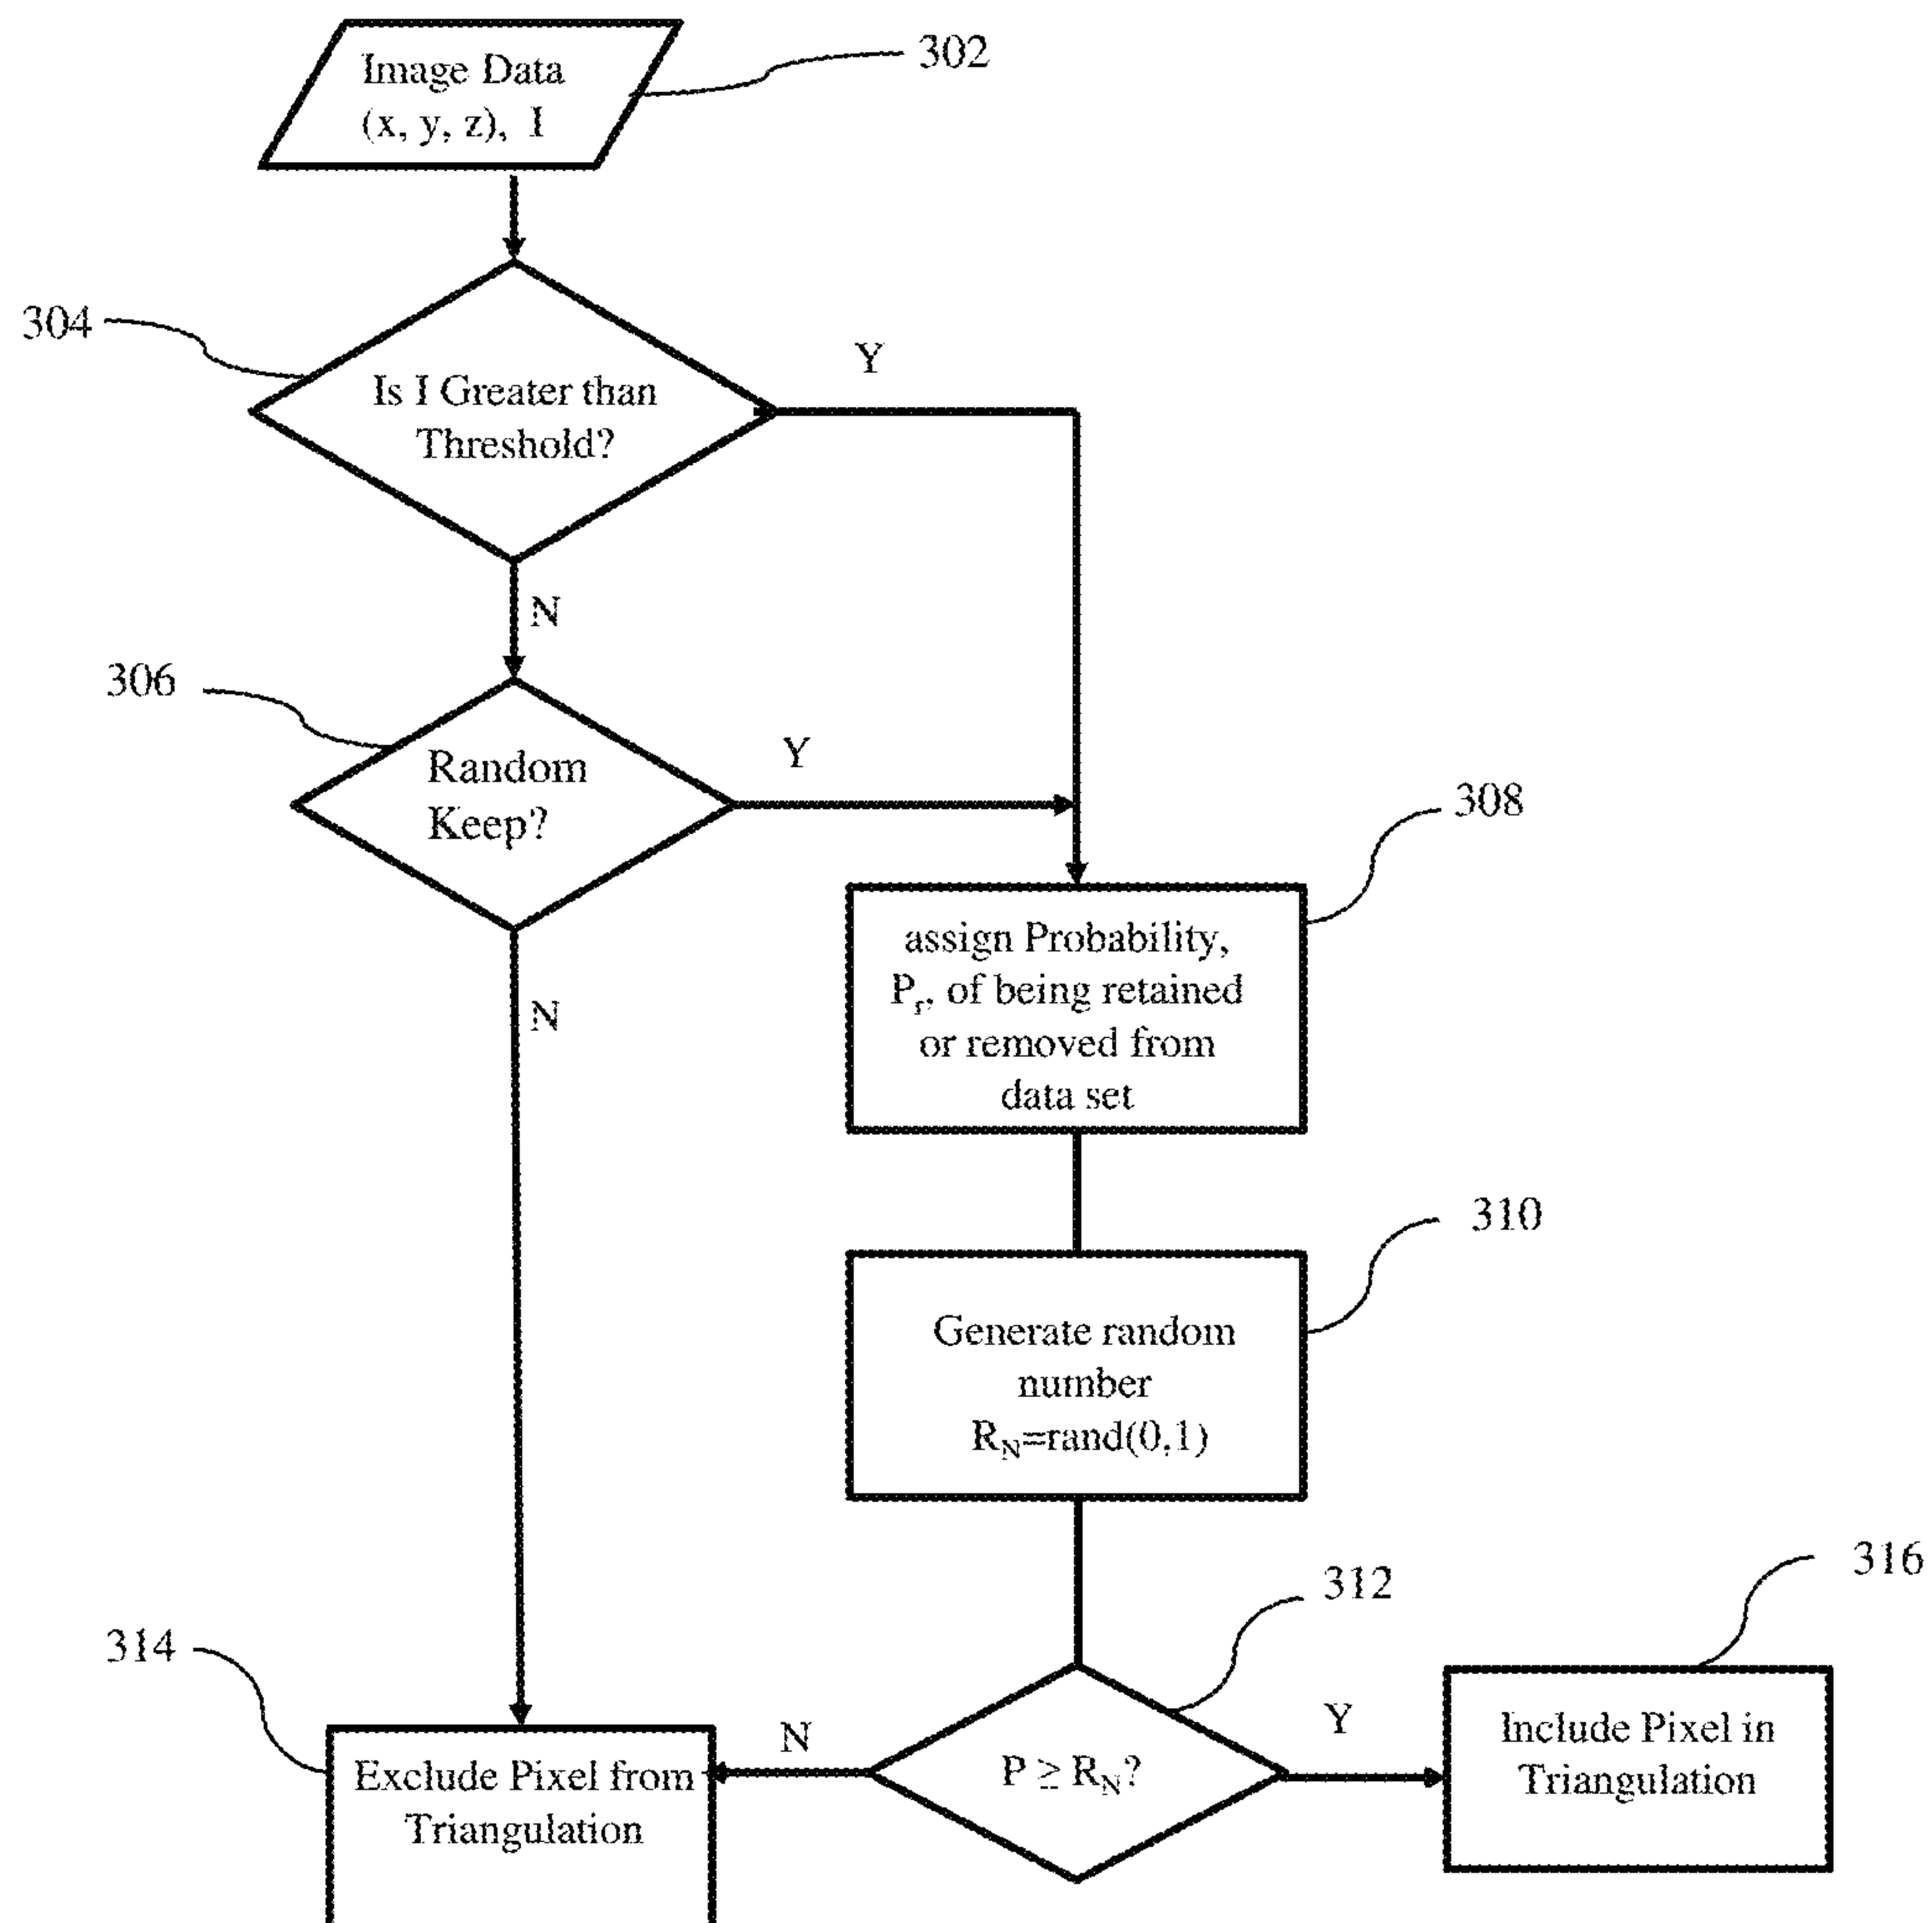 Image Data
(x, y, z), I
302
304
Is I Greater than
Threshold?
Y
N
306
Random
Keep?
Y
N
308
assign Probability,
Pᵣ, of being retained
or removed from
data set
310
Generate random
number
R_N=rand(0,1)
312
P ≥ R_N?
N
Y
314
Exclude Pixel from
Triangulation
316
Include Pixel in
Triangulation